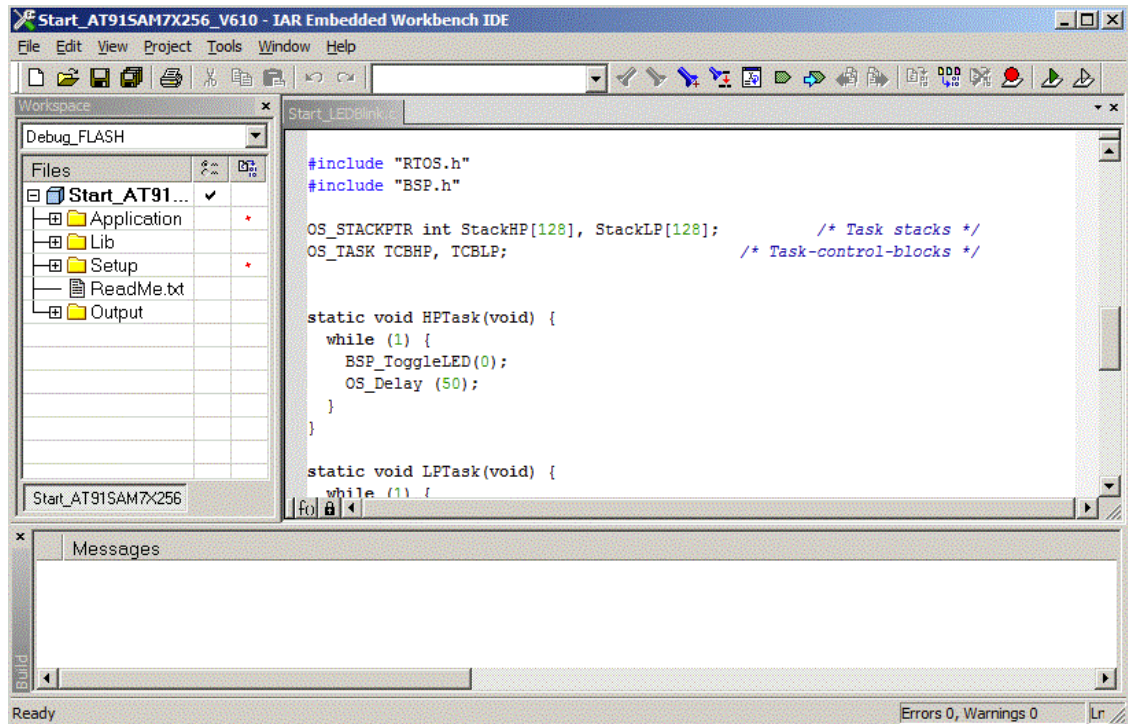 Start_AT91SAM7X256_V610 - IAR Embedded Workbench IDE
File Edit View Project Tools Window Help
Workspace
Debug_FLASH
Files
Start_AT91...
Application
Lib
Setup
ReadMe.txt
Output
Start_AT91SAM7X256
Start_LEDBlink.c
#include "RTOS.h"
#include "BSP.h"
OS_STACKPTR int StackHP[128], StackLP[128]; /* Task stacks */
OS_TASK TCBHP, TCBLP; /* Task-control-blocks */
static void HPTask(void) {
while (1) {
BSP_ToggleLED(0);
OS_Delay (50);
}
}
static void LPTask(void) {
while (1) {
fo
Messages
Build
Ready
Errors 0, Warnings 0